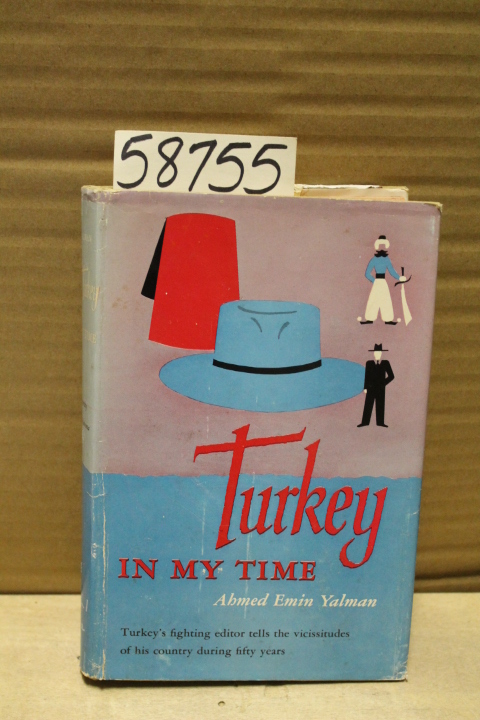 58755
Turkey
IN MY TIME
Ahmed Emin Yalman
Turkey's fighting editor tells the vicissitudes
of his country during fifty years